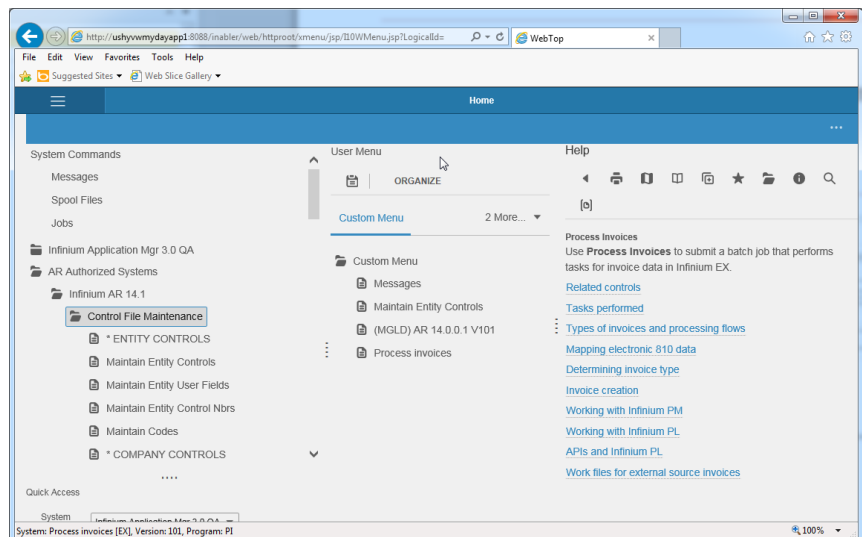 http://ushyvwmydayapp1:8088/inabler/web/httproot/xmenu/jsp/I10WMenu.jsp?LogicalId=
WebTop
File Edit View Favorites Tools Help
Suggested Sites Web Slice Gallery
Home
System Commands
Messages
Spool Files
Jobs
Infinium Application Mgr 3.0 QA
AR Authorized Systems
Infinium AR 14.1
Control File Maintenance
* ENTITY CONTROLS
Maintain Entity Controls
Maintain Entity User Fields
Maintain Entity Control Nbrs
Maintain Codes
* COMPANY CONTROLS
Quick Access
System
Infinium Application Mgr 3.0 QA
User Menu
ORGANIZE
Custom Menu 2 More...
Custom Menu
Messages
Maintain Entity Controls
(MGLD) AR 14.0.0.1 V101
Process invoices
Help
Process Invoices
Use Process Invoices to submit a batch job that performs
tasks for invoice data in Infinium EX.
Related controls
Tasks performed
Types of invoices and processing flows
Mapping electronic 810 data
Determining invoice type
Invoice creation
Working with Infinium PM
Working with Infinium PL
APIs and Infinium PL
Work files for external source invoices
System: Process invoices [EX], Version: 101, Program: PI
100%